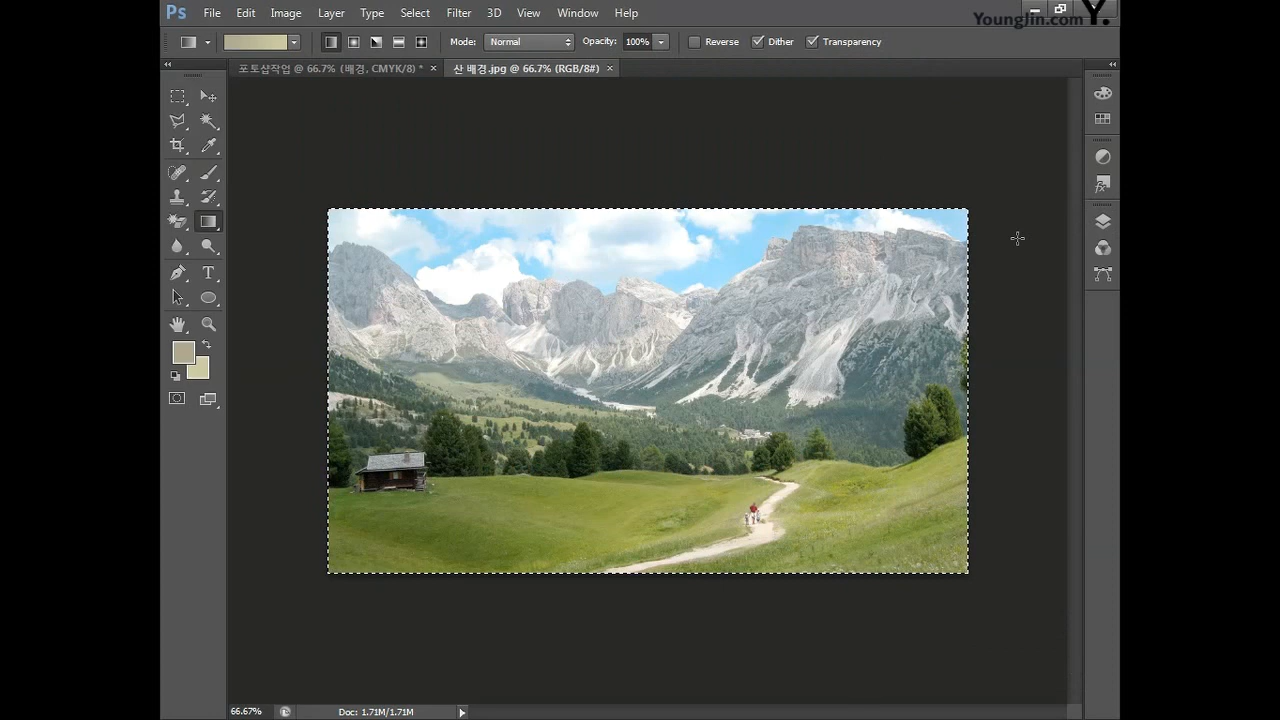 Ps File Edit Image Layer Type Select Filter 3D View Window Help
YoungJin.com Y.
Mode: Normal Opacity: 100% Reverse Dither Transparency
포토샵작업 @ 66.7% (배경, CMYK/8) * × 산 배경.jpg @ 66.7% (RGB/8#) ×
T
fx
66.67% Doc: 1.71M/1.71M